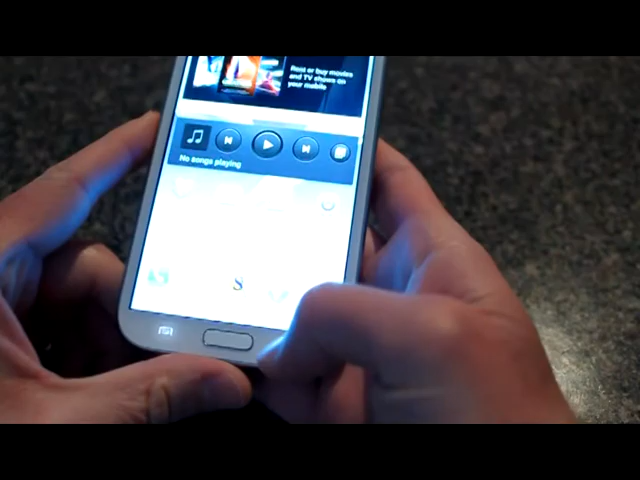 Rent or buy movies
and TV shows on
your mobile
No songs playing
S